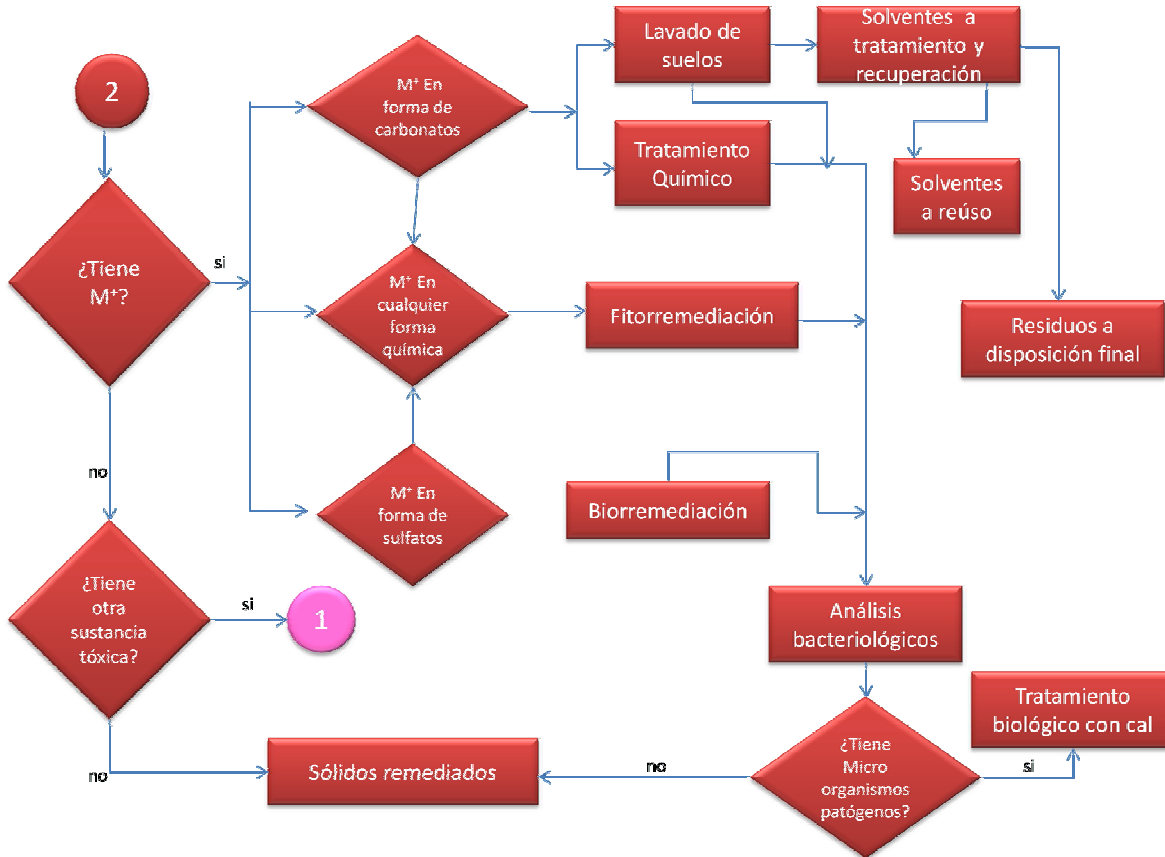 2
¿Tiene
M⁺?
si
no
M⁺ En
forma de
carbonatos
M⁺ En
cualquier
forma
química
M⁺ En
forma de
sulfatos
Lavado de
suelos
Solventes a
tratamiento y
recuperación
Tratamiento
Químico
Solventes
a reúso
Fitorremediación
Residuos a
disposición final
Biorremediación
¿Tiene
otra
sustancia
tóxica?
si
1
no
Análisis
bacteriológicos
¿Tiene
Micro
organismos
patógenos?
si
Tratamiento
biológico con cal
no
Sólidos remediados